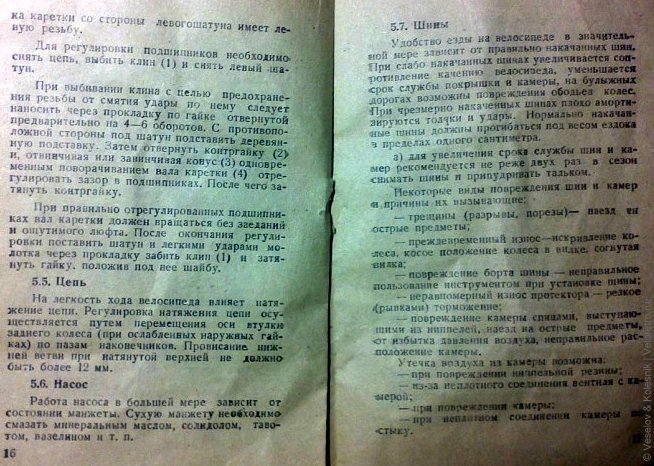 ка каретки со стороны левогошатуна имеет ле-
вую резьбу.
Для регулировки подшипников необходимо
снять цепь, выбить клин (1) и снять левый ша-
тун.
При выбивании клина с целью предохране-
ния резьбы от смятия удары по нему следует
наносить через прокладку по гайке отвернутой
предварительно на 4—6 оборотов. С противопо-
ложной стороны под шатун подставить деревян-
ную подставку. Затем отвернуть контргайку (2)
и, отвинчивая или завинчивая конус (3) одновре-
менным поворачиванием вала каретки (4) отре-
гулировать зазор в подшипниках. После чего за-
тянуть контргайку.
При правильно отрегулированных подшипни-
ках вал каретки должен вращаться без заеданий
и ощутимого люфта. После окончания регули-
ровки поставить шатун и легкими ударами мо-
лотка через прокладку забить клин (1) и затя-
нуть гайку, положив под нее шайбу.
5.5. Цепь
На легкость хода велосипеда влияет натя-
жение цепи. Регулировка натяжения цепи осу-
ществляется путем перемещения оси втулки
заднего колеса (при ослабленных наружных гай-
ках) по пазам наконечников. Провисание ниж-
ней ветви при натянутой верхней не должно
быть более 12 мм.
5.6. Насос
Работа насоса в большей мере зависит от
состояния манжеты. Сухую манжету необходимо
смазать минеральным маслом, солидолом, таво-
том, вазелином и т. п.
16
5.7. Шины
Удобство езды на велосипеде в значитель-
ной мере зависит от правильно накачанных шин.
При слабо накачанных шинах увеличивается соп-
ротивление качению велосипеда, уменьшается
срок службы покрышки и камеры, на булыжных
дорогах возможны повреждения ободьев колес.
При чрезмерно накаченных шинах плохо аморти-
зируются толчки и удары. Нормально накачан-
ные шины должны прогибаться под весом ездока
в пределах одного сантиметра.
а) для увеличения срока службы шин и ка-
мер рекомендуется не реже двух раз в сезон
снимать шины и припудривать тальком.
Некоторые виды повреждения шин и камер
и причины их вызывающие:
— трещины (разрывы, порезы)— наезд на
острые предметы;
— преждевременный износ—искривление ко-
леса, косое положение колеса в вилке, согнутая
вилка;
— повреждение борта шины — неправильное
пользование инструментом при установке шины;
— неравномерный износ протектора — резкое
(рывками) торможение;
— повреждение камеры спицами, выступаю-
щими из ниппелей, наезд на острые предметы,
от избытка давления воздуха, неправильное рас-
положение камеры.
Утечка воздуха из камеры возможна:
— при повреждении ниппельной резины;
— из-за неплотного соединения вентиля с ка-
мерой;
—при повреждении камеры;
— при неплотном соединении камеры по
стыку.
© Veselov & Kolesnik